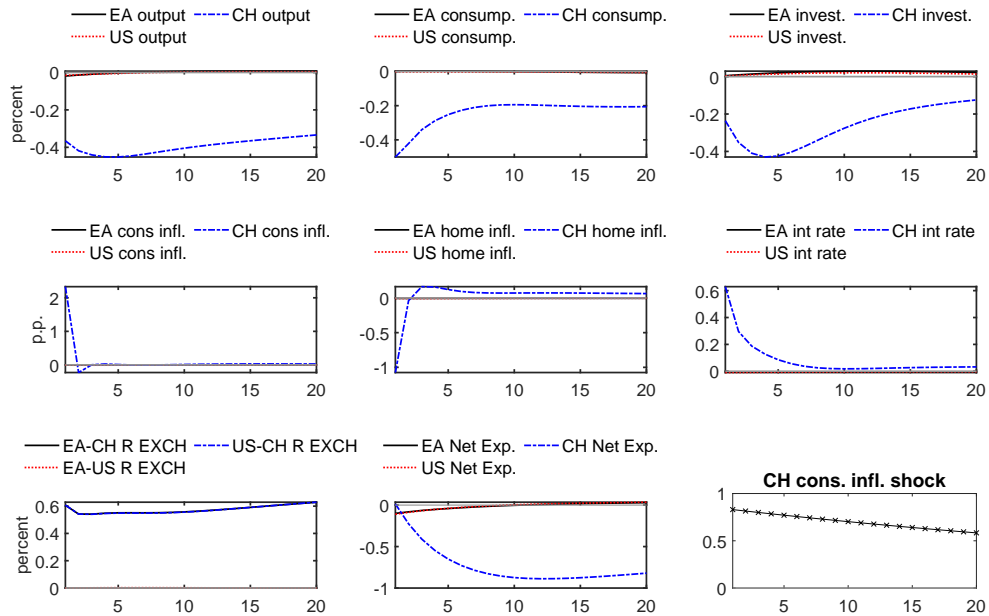 EA output
CH output
US output
percent
0
-0.2
-0.4
5
10
15
20
EA consump.
CH consump.
US consump.
0
-0.2
-0.4
5
10
15
20
EA invest.
CH invest.
US invest.
0
-0.2
-0.4
5
10
15
20
EA cons infl.
CH cons infl.
US cons infl.
p.p.
2
1
0
5
10
15
20
EA home infl.
CH home infl.
US home infl.
0
-0.5
-1
5
10
15
20
EA int rate
CH int rate
US int rate
0.6
0.4
0.2
0
5
10
15
20
EA-CH R EXCH
US-CH R EXCH
EA-US R EXCH
percent
0.6
0.4
0.2
0
5
10
15
20
EA Net Exp.
CH Net Exp.
US Net Exp.
0
-0.5
-1
5
10
15
20
CH cons. infl. shock
1
0.5
0
5
10
15
20